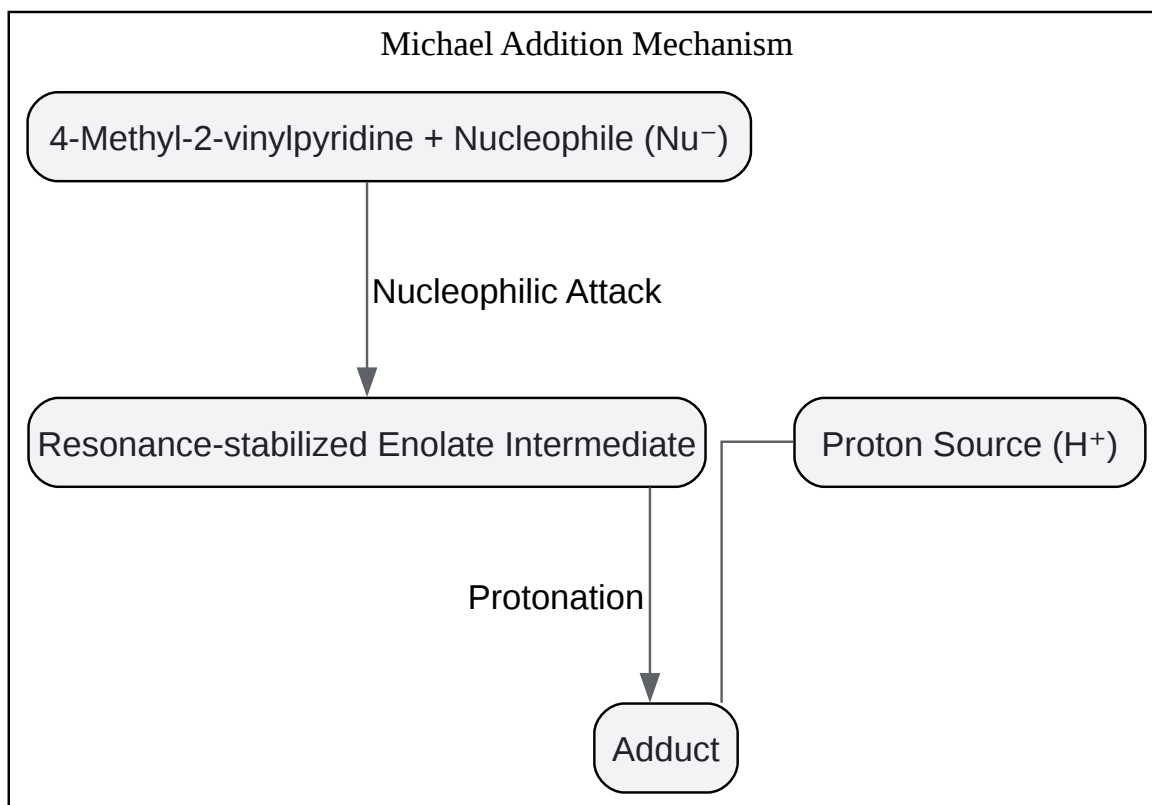 Michael Addition Mechanism
4-Methyl-2-vinylpyridine + Nucleophile (Nu⁻)
Nucleophilic Attack
Resonance-stabilized Enolate Intermediate
Proton Source (H⁺)
Protonation
Adduct